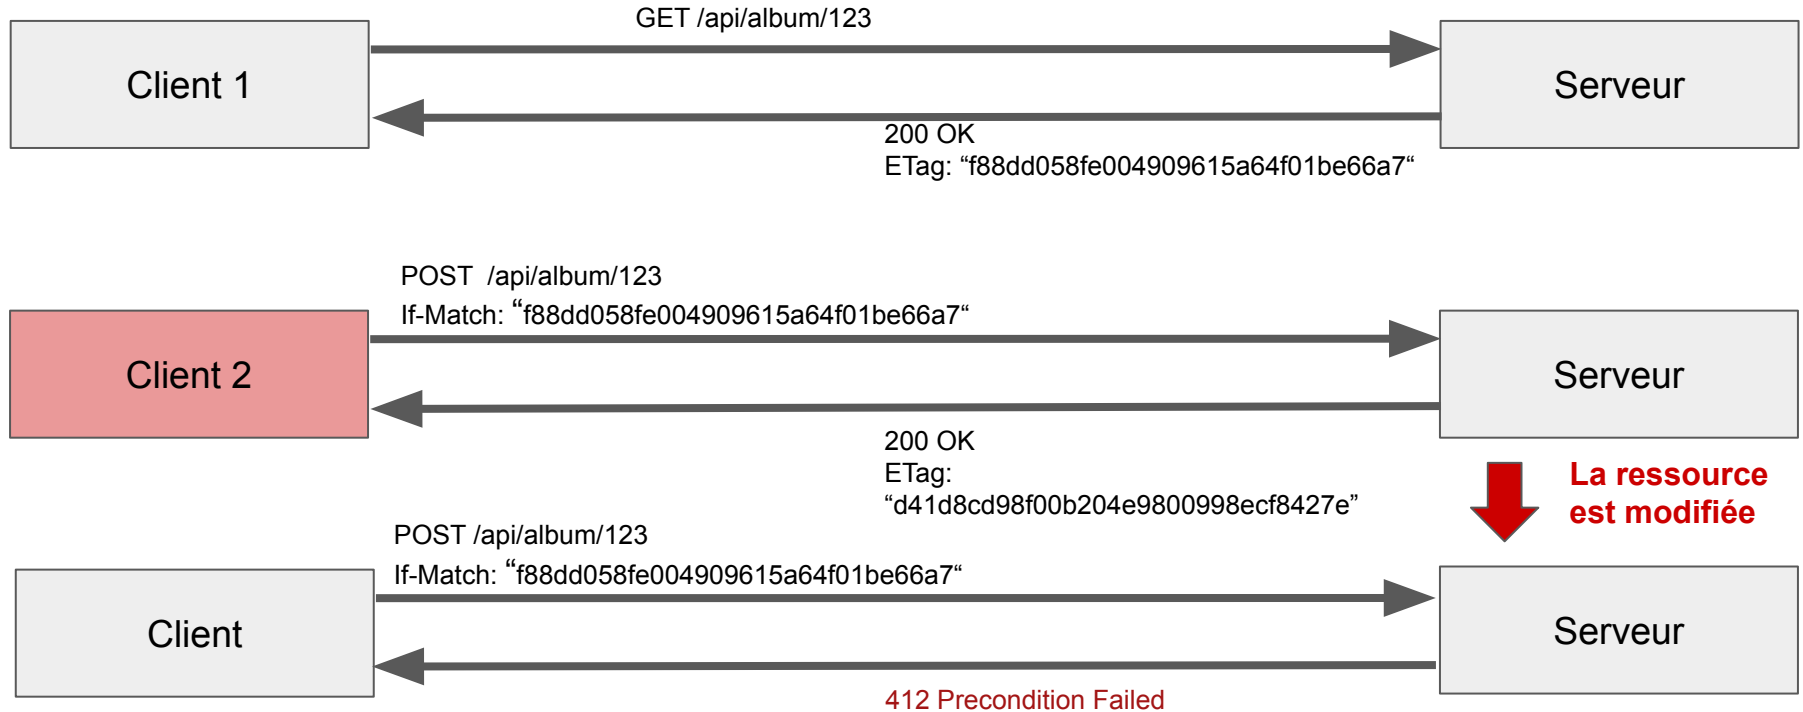 GET /api/album/123
Client 1
Serveur
200 OK
ETag: “f88dd058fe004909615a64f01be66a7“
POST  /api/album/123
If-Match: “f88dd058fe004909615a64f01be66a7“
Client 2
Serveur
200 OK
ETag:
“d41d8cd98f00b204e9800998ecf8427e”
La ressource
est modifiée
POST /api/album/123
If-Match: “f88dd058fe004909615a64f01be66a7“
Client
Serveur
412 Precondition Failed